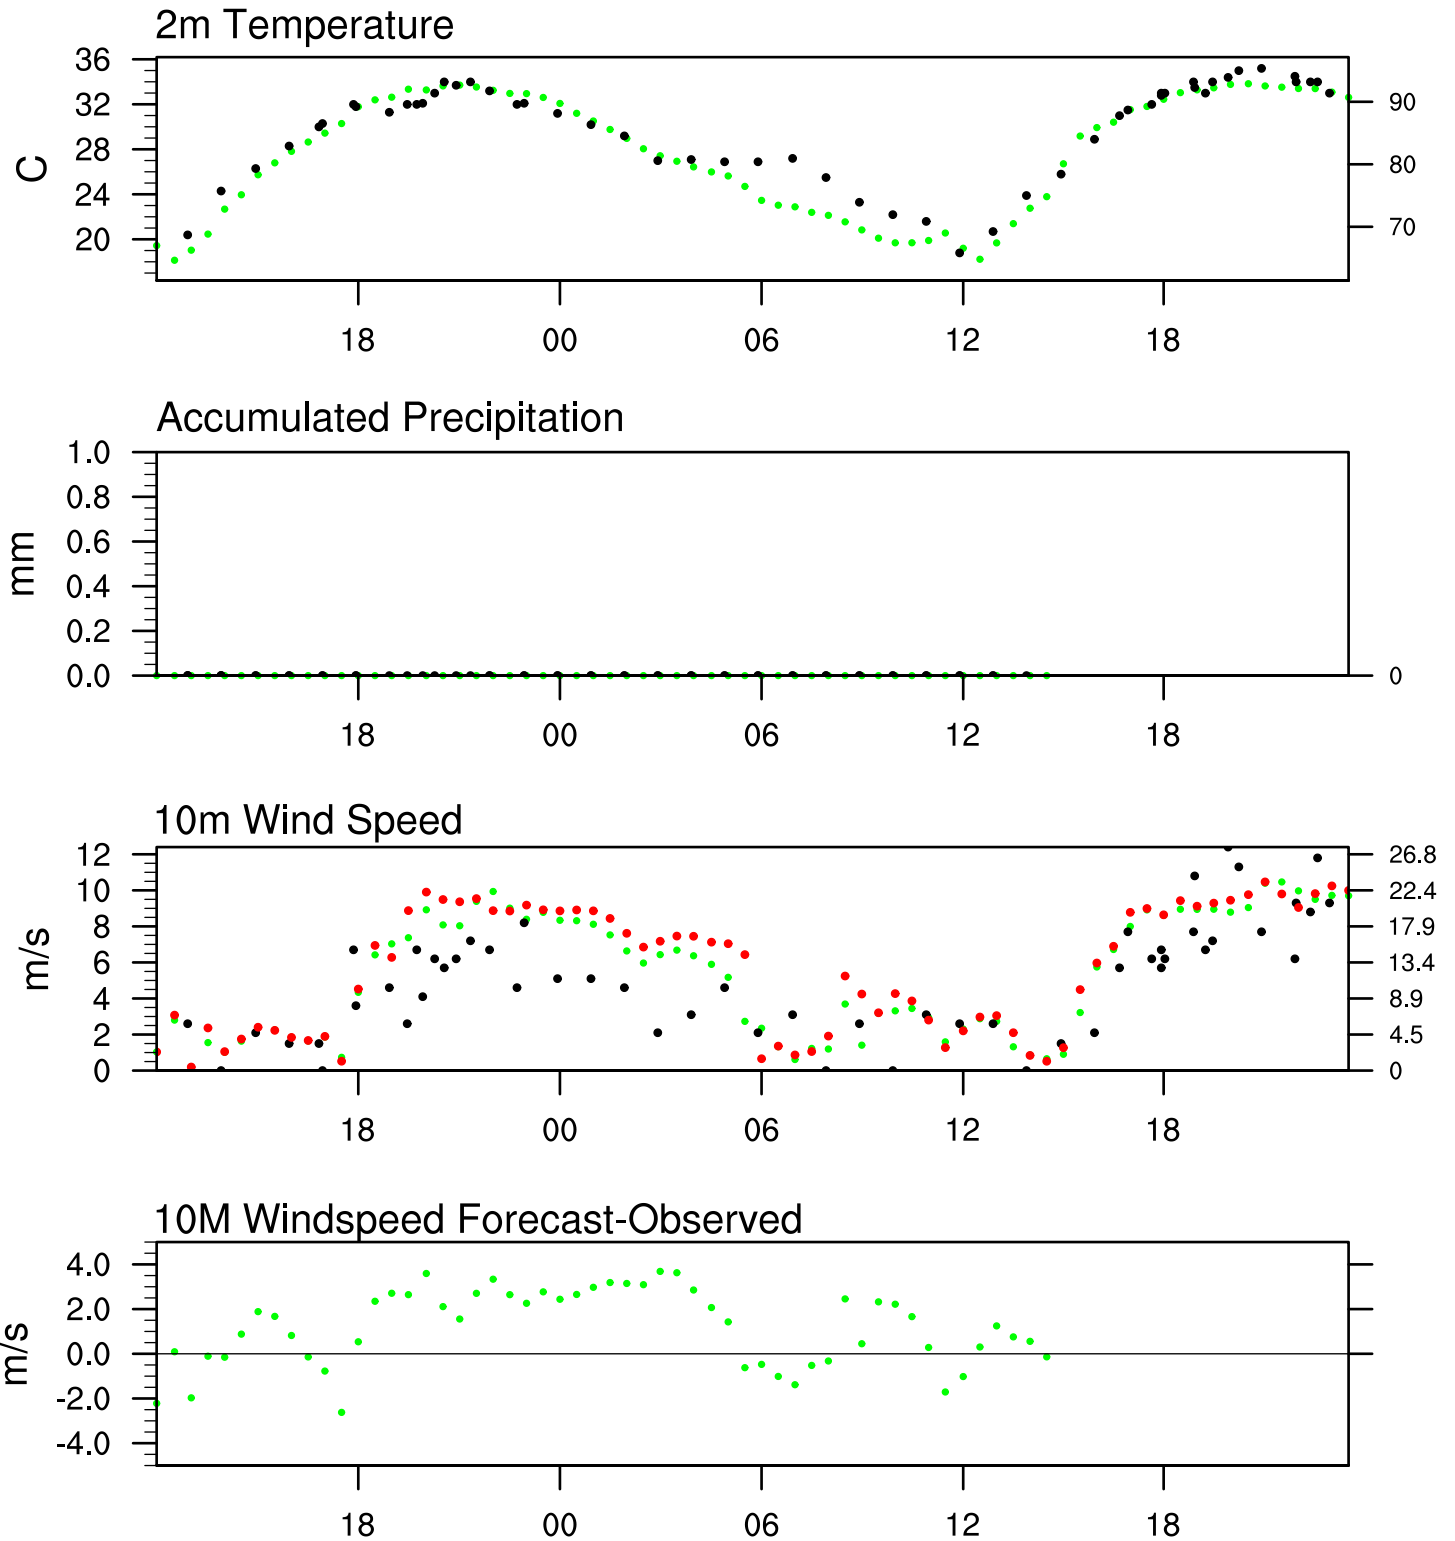 2m Temperature
36
32
28
24
20
C
90
80
70
18 00 06 12 18
Accumulated Precipitation
1.0
0.8
0.6
0.4
0.2
0.0
mm
0
18 00 06 12 18
10m Wind Speed
12
10
8
6
4
2
0
m/s
26.8
22.4
17.9
13.4
8.9
4.5
0
18 00 06 12 18
10M Windspeed Forecast-Observed
4.0
2.0
0.0
-2.0
-4.0
m/s
18 00 06 12 18